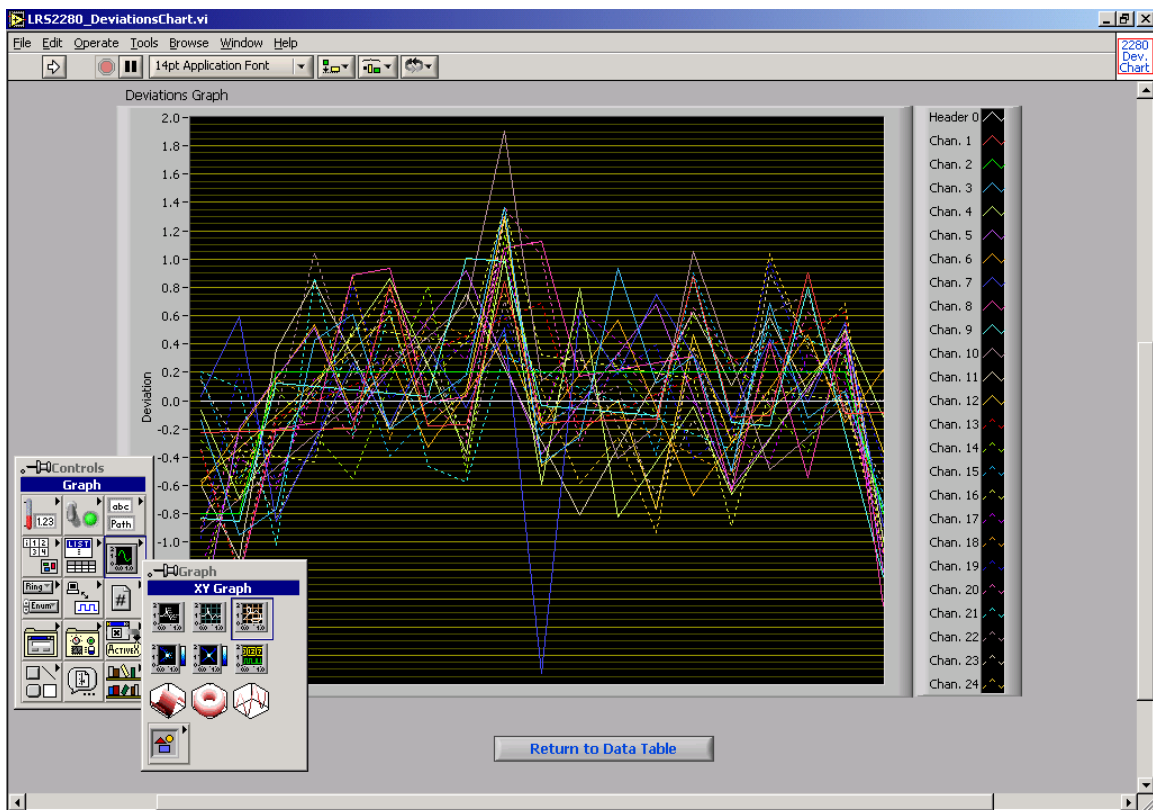 LRS2280_DeviationsChart.vi
File Edit Operate Tools Browse Window Help
14pt Application Font
2280
Dev.
Chart
Deviations Graph
2.0
1.8
1.6
1.4
1.2
1.0
0.8
0.6
0.4
0.2
0.0
-0.2
-0.4
-0.6
-0.8
-1.0
Deviation
Header 0
Chan. 1
Chan. 2
Chan. 3
Chan. 4
Chan. 5
Chan. 6
Chan. 7
Chan. 8
Chan. 9
Chan. 10
Chan. 11
Chan. 12
Chan. 13
Chan. 14
Chan. 15
Chan. 16
Chan. 17
Chan. 18
Chan. 19
Chan. 20
Chan. 21
Chan. 22
Chan. 23
Chan. 24
Controls
Graph
1.23
abc
Path
1 2
3 4
LIST
Ring
Enum
#
ActiveX
Graph
XY Graph
Return to Data Table